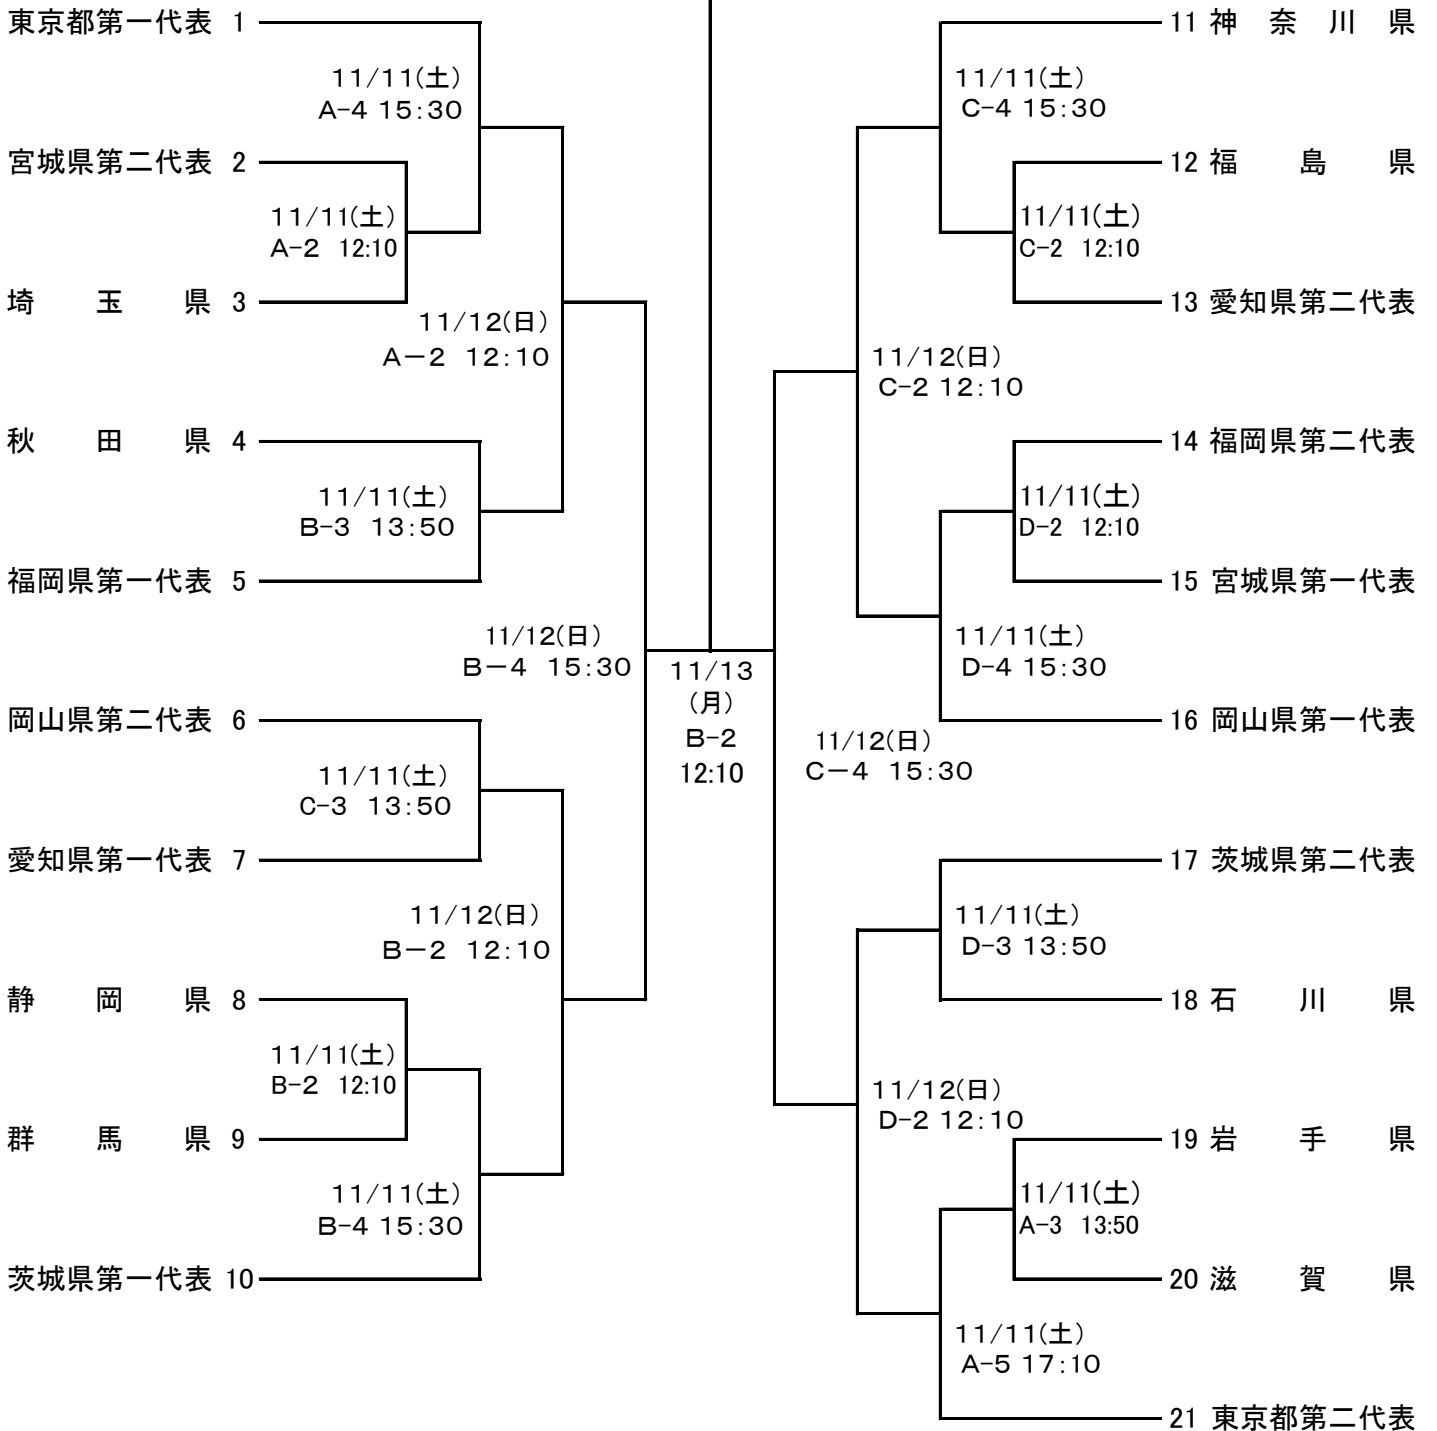 東京都第一代表 1
11/11(土)
A-4 15:30
宮城県第二代表 2
11/11(土)
A-2 12:10
埼玉県 3
11/12(日)
A-2 12:10
秋田県 4
11/11(土)
B-3 13:50
福岡県第一代表 5
11/12(日)
B-4 15:30
岡山県第二代表 6
11/11(土)
C-3 13:50
愛知県第一代表 7
11/12(日)
B-2 12:10
静岡県 8
11/11(土)
B-2 12:10
群馬県 9
11/11(土)
B-4 15:30
茨城県第一代表 10
11/13
(月)
B-2
12:10
11 神奈川県
11/11(土)
C-4 15:30
12 福島県
11/11(土)
C-2 12:10
13 愛知県第二代表
11/12(日)
C-2 12:10
14 福岡県第二代表
11/11(土)
D-2 12:10
15 宮城県第一代表
11/11(土)
D-4 15:30
16 岡山県第一代表
11/12(日)
C-4 15:30
17 茨城県第二代表
11/11(土)
D-3 13:50
18 石川県
11/12(日)
D-2 12:10
19 岩手県
11/11(土)
A-3 13:50
20 滋賀県
11/11(土)
A-5 17:10
21 東京都第二代表